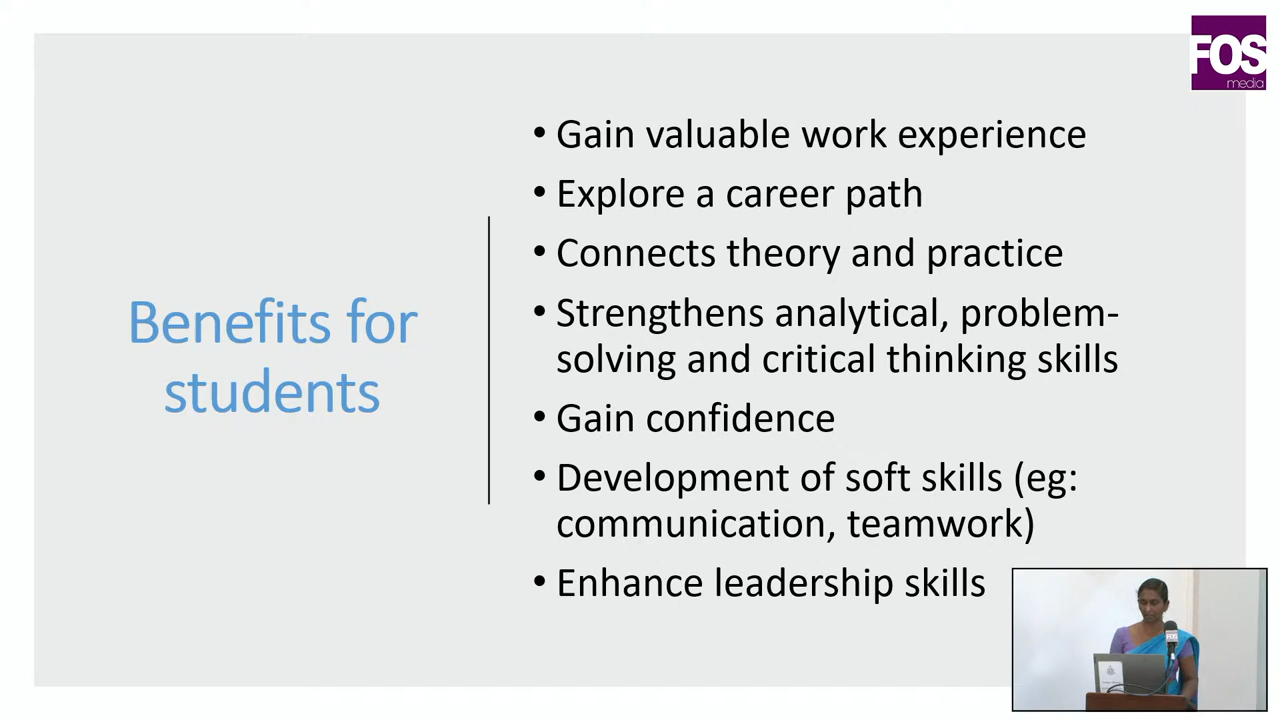 FOS
media
• Gain valuable work experience
• Explore a career path
• Connects theory and practice
• Strengthens analytical, problem-
solving and critical thinking skills
• Gain confidence
• Development of soft skills (eg:
communication, teamwork)
• Enhance leadership skills
Benefits for
students
FOS